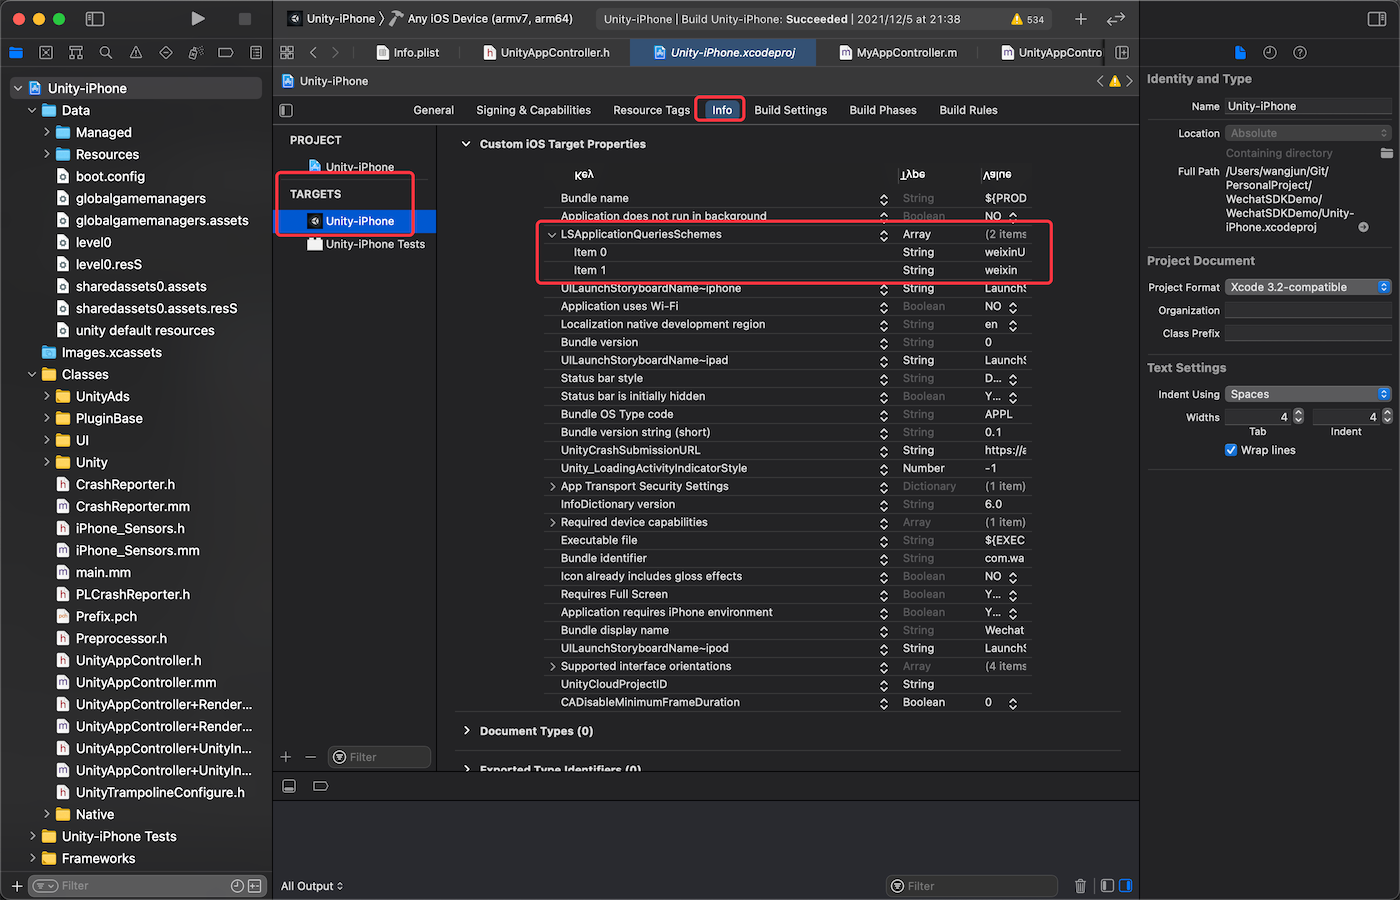 Unity-iPhone
Any iOS Device (armv7, arm64)
Unity-iPhone | Build Unity-iPhone: Succeeded | 2021/12/5 at 21:38
534
Info.plist
UnityAppController.h
Unity-iPhone.xcodeproj
MyAppController.m
UnityAppContro
Unity-iPhone
Data
Managed
Resources
boot.config
globalgamemanagers
globalgamemanagers.assets
level0
level0.resS
sharedassets0.assets
sharedassets0.assets.resS
unity default resources
Images.xcassets
Classes
UnityAds
PluginBase
UI
Unity
CrashReporter.h
CrashReporter.mm
iPhone_Sensors.h
iPhone_Sensors.mm
main.mm
PLCrashReporter.h
Prefix.pch
Preprocessor.h
UnityAppController.h
UnityAppController.mm
UnityAppController+Render...
UnityAppController+Render...
UnityAppController+UnityIn...
UnityAppController+UnityIn...
UnityTrampolineConfigure.h
Native
Unity-iPhone Tests
Frameworks
Filter
Unity-iPhone
General
Signing & Capabilities
Resource Tags
Info
Build Settings
Build Phases
Build Rules
PROJECT
Unity-iPhone
TARGETS
Unity-iPhone
Unity-iPhone Tests
Filter
Custom iOS Target Properties
Key Type Value
Bundle name String ${PROD
Application does not run in background Boolean NO
LSApplicationQueriesSchemes Array (2 items
Item 0 String weixinU
Item 1 String weixin
UILaunchStoryboardName~iphone String LaunchS
Application uses Wi-Fi Boolean NO
Localization native development region String en
Bundle version String 0
UILaunchStoryboardName~ipad String LaunchS
Status bar style String D...
Status bar is initially hidden Boolean Y...
Bundle OS Type code String APPL
Bundle version string (short) String 0.1
UnityCrashSubmissionURL String https://a
Unity_LoadingActivityIndicatorStyle Number -1
App Transport Security Settings Dictionary (1 item)
InfoDictionary version String 6.0
Required device capabilities Array (1 item)
Executable file String ${EXEC
Bundle identifier String com.wa
Icon already includes gloss effects Boolean NO
Requires Full Screen Boolean Y...
Application requires iPhone environment Boolean Y...
Bundle display name String Wechat
UILaunchStoryboardName~ipod String LaunchS
Supported interface orientations Array (4 items
UnityCloudProjectID String
CADisableMinimumFrameDuration Boolean 0
Document Types (0)
Exported Type Identifiers (0)
All Output
Filter
Identity and Type
Name Unity-iPhone
Location Absolute
Containing directory
Full Path /Users/wangjun/Git/
PersonalProject/
WechatSDKDemo/
WechatSDKDemo/Unity-
iPhone.xcodeproj
Project Document
Project Format Xcode 3.2-compatible
Organization
Class Prefix
Text Settings
Indent Using Spaces
Widths 4 4
Tab Indent
Wrap lines